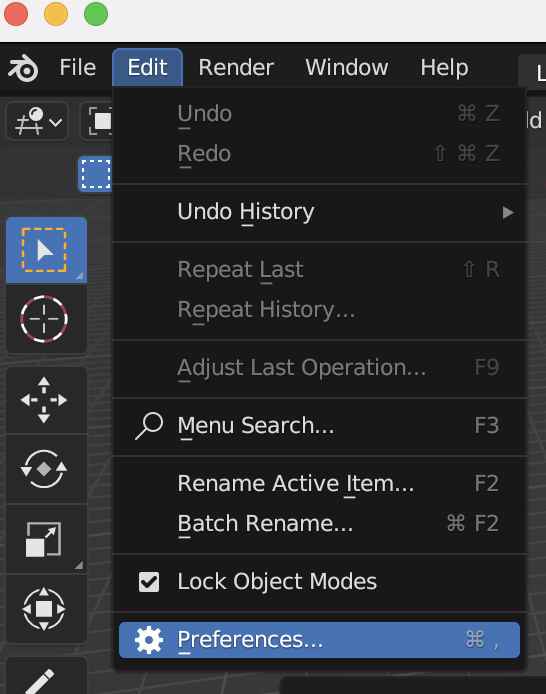 File Edit Render Window Help L
Undo ⌘ Z
Redo ⇧ ⌘ Z
Undo History
Repeat Last ⇧ R
Repeat History...
Adjust Last Operation... F9
Menu Search... F3
Rename Active Item... F2
Batch Rename... ⌘ F2
Lock Object Modes
Preferences... ⌘ ,